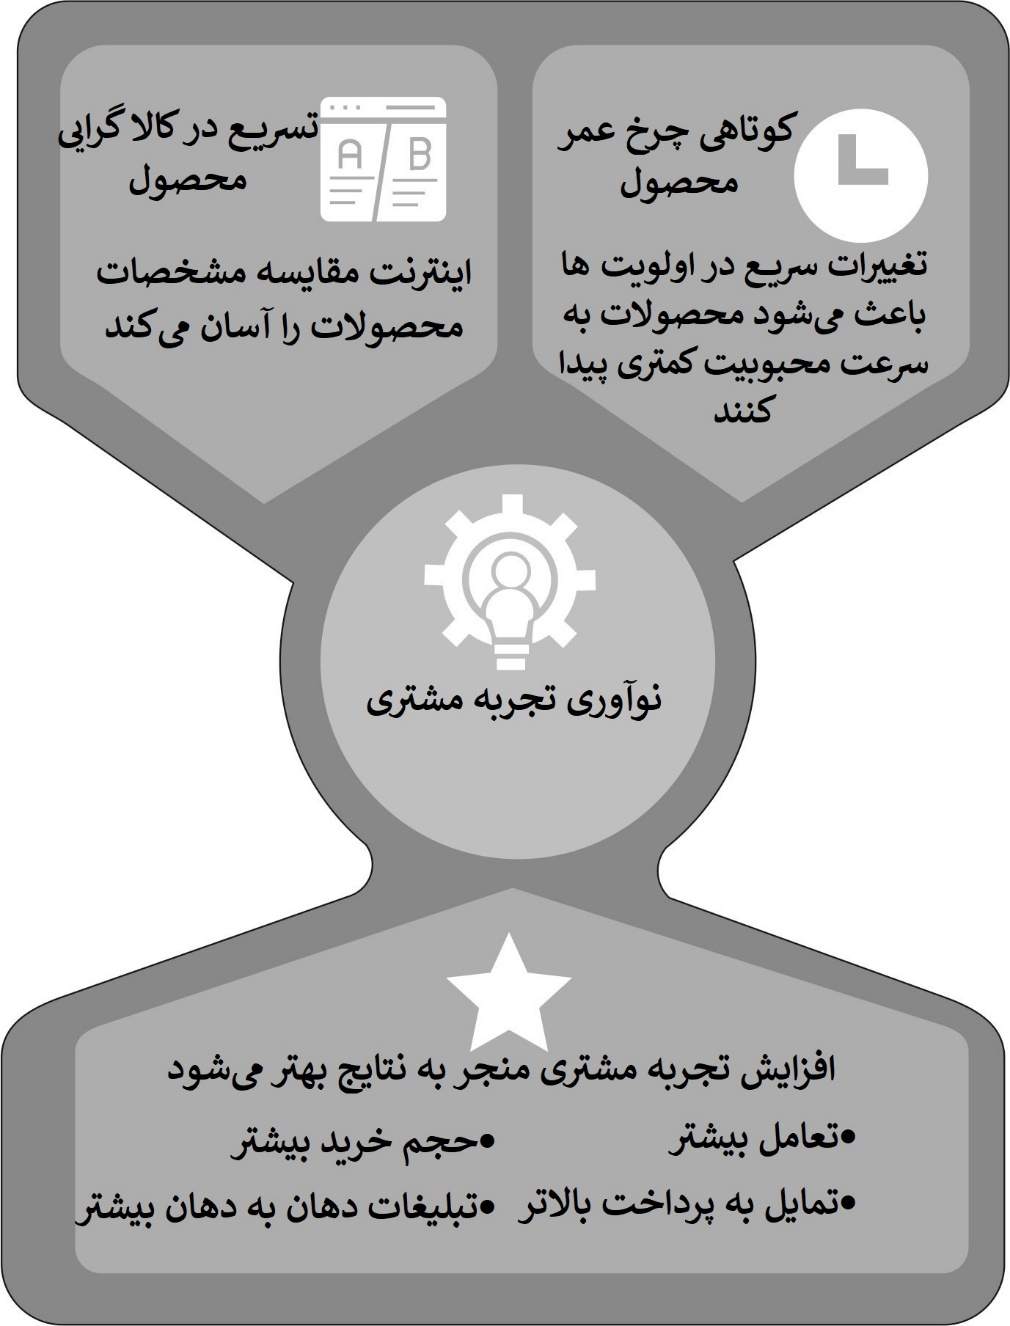 کوتاهی چرخ عمر
محصول
تغییرات سریع در اولویت ها
باعث می‌شود محصولات به
سرعت محبوبیت کمتری پیدا
کنند
تسریع در کالا گرایی
محصول
A B
اینترنت مقایسه مشخصات
محصولات را آسان می‌کند
نوآوری تجربه مشتری
افزایش تجربه مشتری منجر به نتایج بهتر می‌شود
•تعامل بیشتر
•تمایل به پرداخت بالاتر
•حجم خرید بیشتر
•تبلیغات دهان به دهان بیشتر